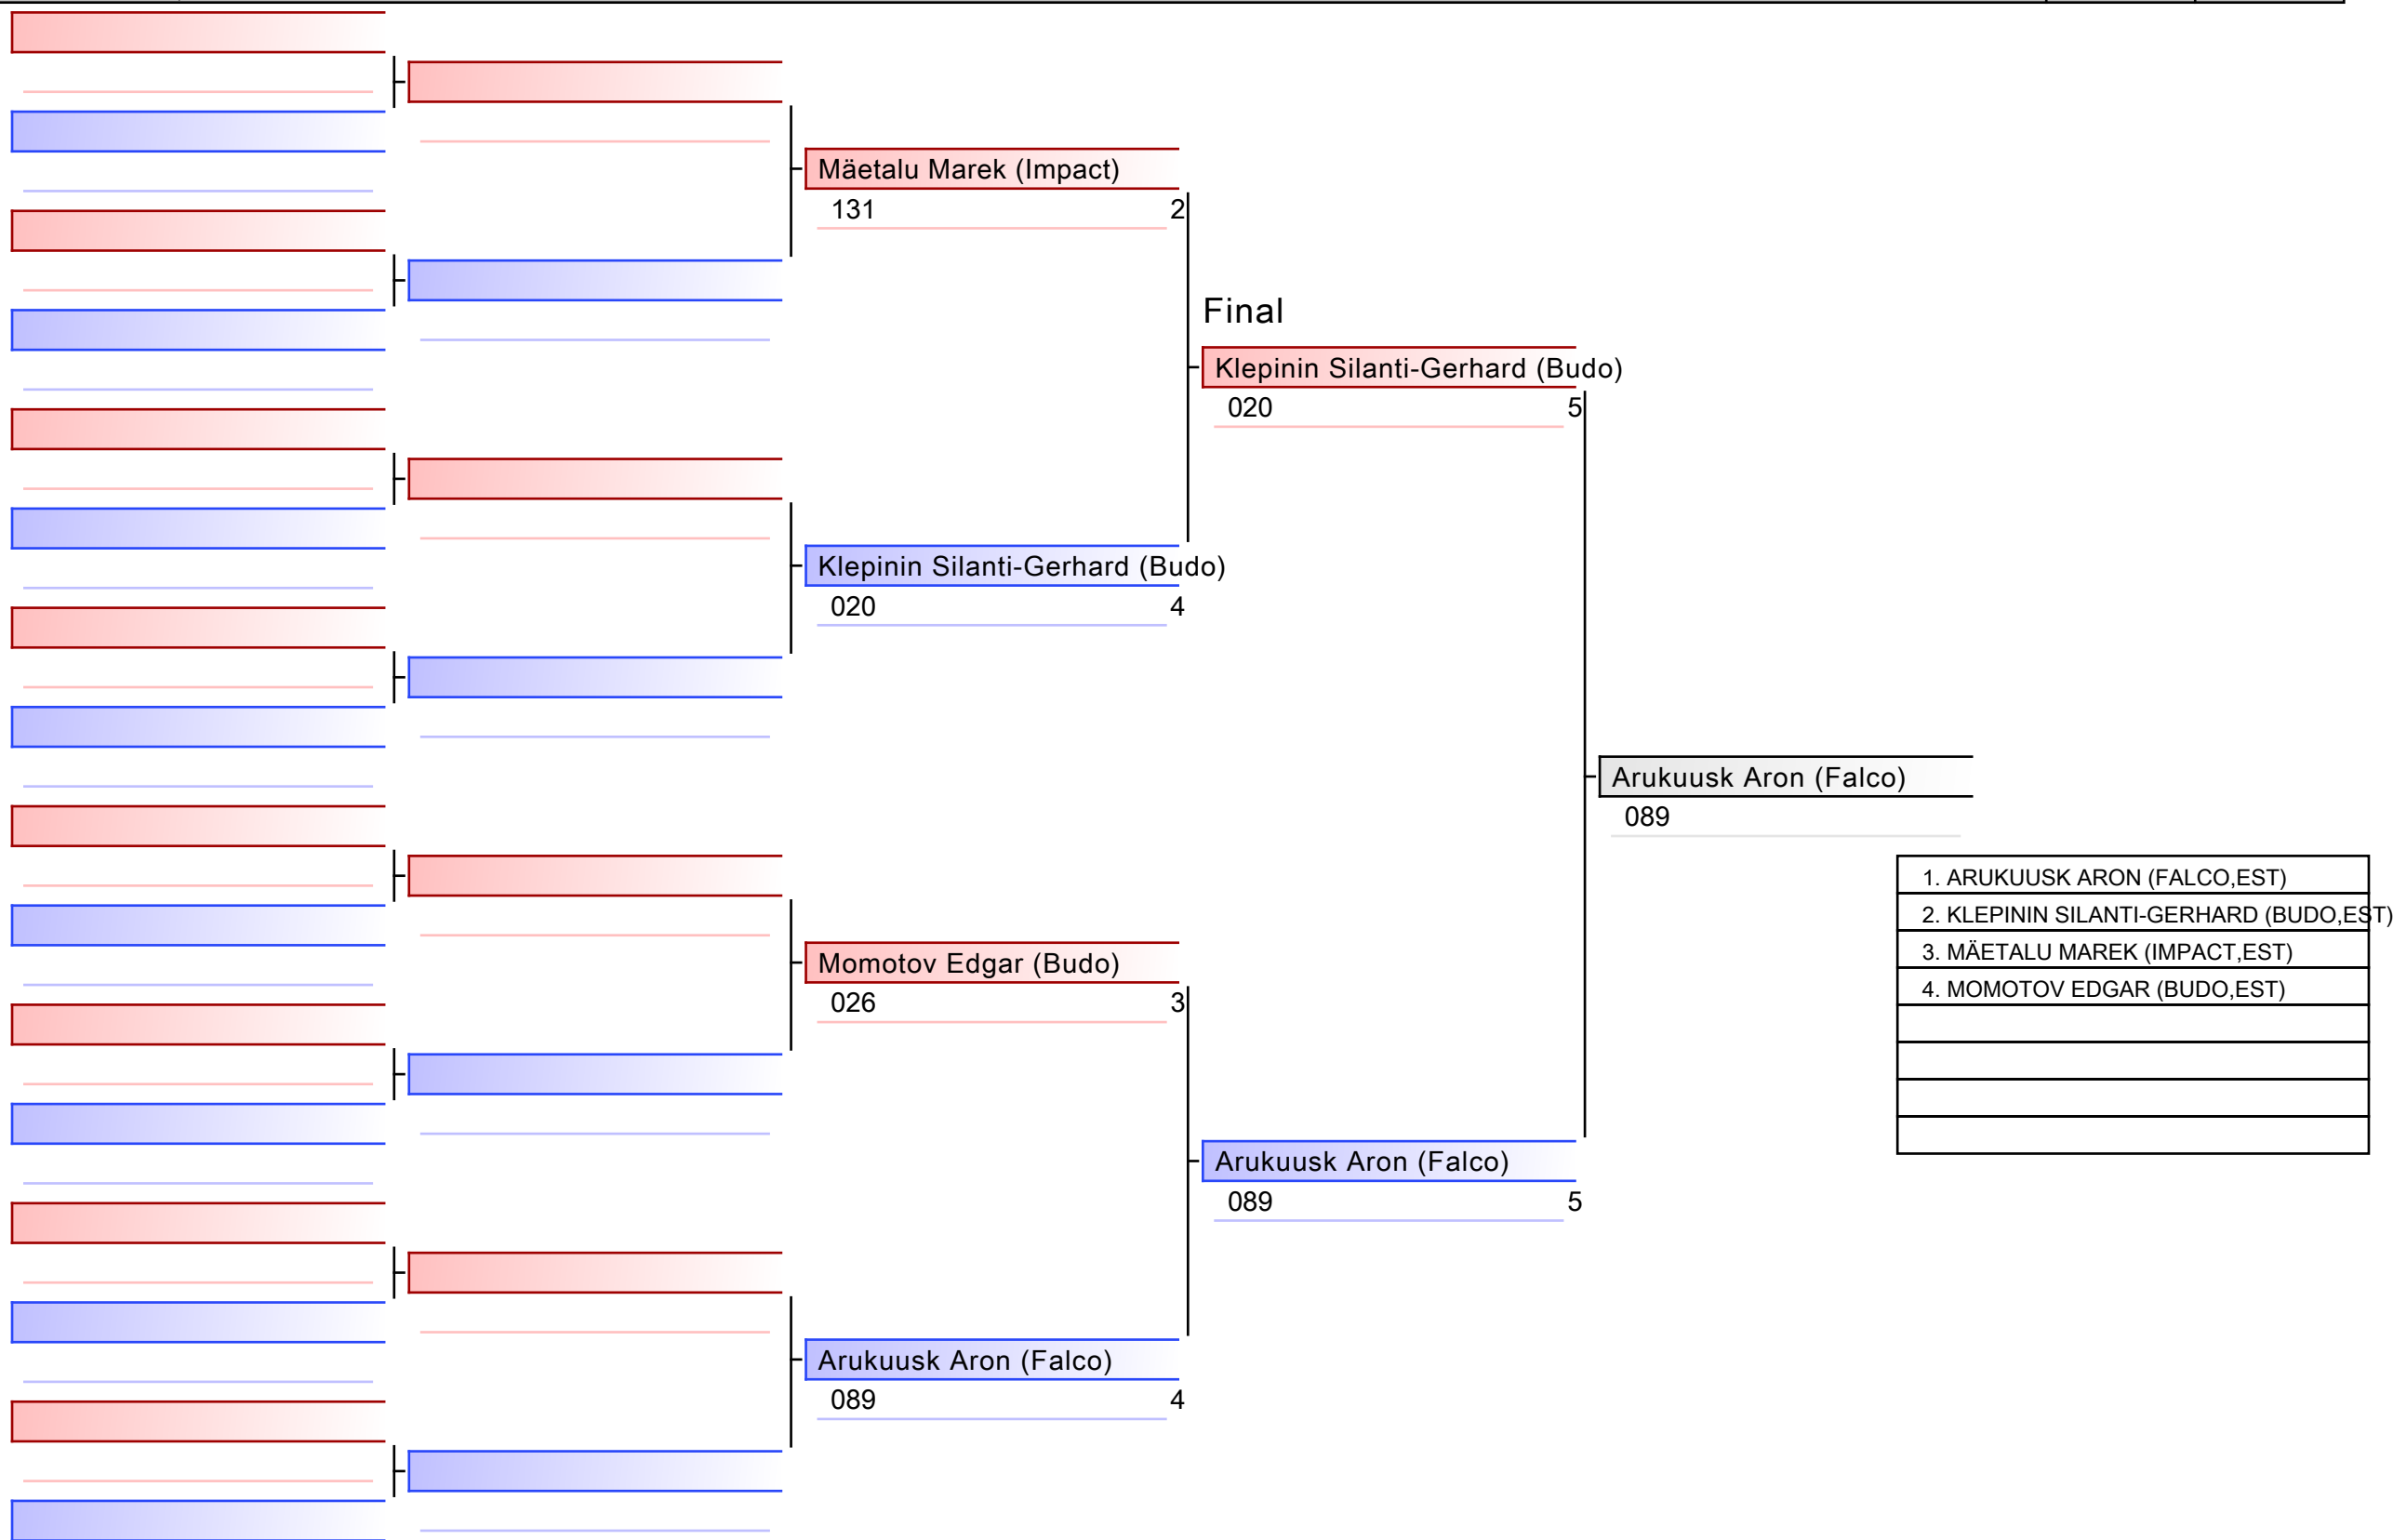 Mäetalu Marek (Impact)
131 2
Final
Klepinin Silanti-Gerhard (Budo)
020 5
Klepinin Silanti-Gerhard (Budo)
020 4
Arukuusk Aron (Falco)
089
1. ARUKUUSK ARON (FALCO,EST)
2. KLEPININ SILANTI-GERHARD (BUDO,EST)
3. MÄETALU MAREK (IMPACT,EST)
4. MOMOTOV EDGAR (BUDO,EST)
Momotov Edgar (Budo)
026 3
Arukuusk Aron (Falco)
089 5
Arukuusk Aron (Falco)
089 4